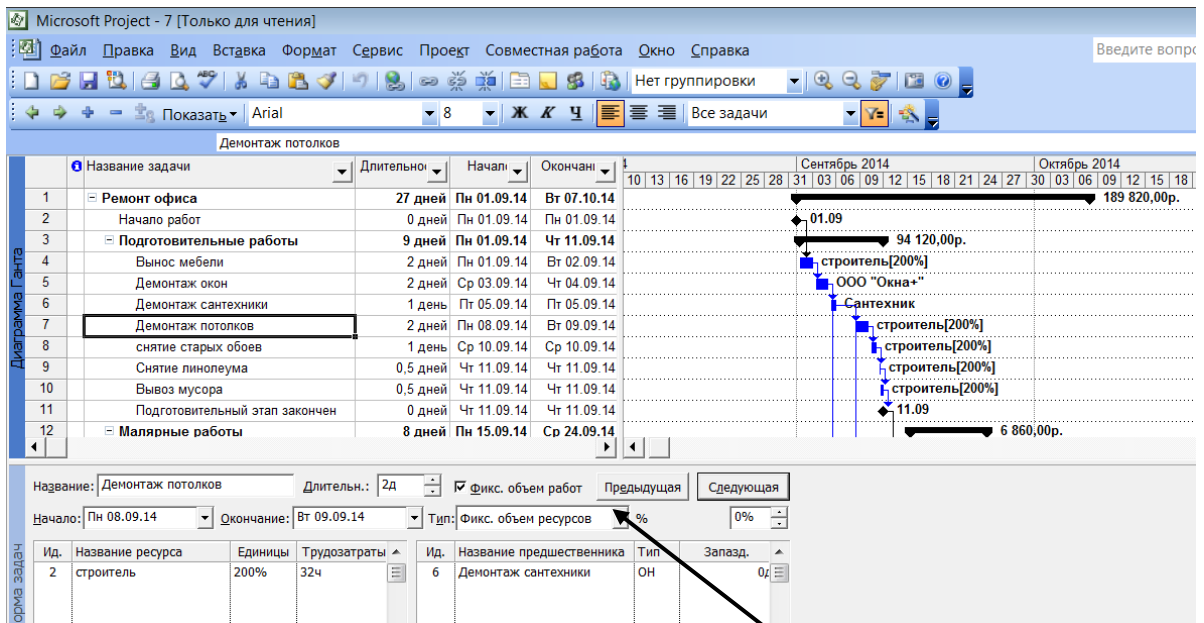 Microsoft Project - 7 [Только для чтения]
Файл Правка Вид Вставка Формат Сервис Проект Совместная работа Окно Справка Введите вопро
Нет группировки
Показать Arial 8 Ж К Ч Все задачи
Демонтаж потолков
Название задачи Длительнос Начал Окончани Сентябрь 2014 Октябрь 2014
10 13 16 19 22 25 28 31 03 06 09 12 15 18 21 24 27 30 03 06 09 12 15 18
1 Ремонт офиса 27 дней Пн 01.09.14 Вт 07.10.14 189 820,00р.
2 Начало работ 0 дней Пн 01.09.14 Пн 01.09.14 01.09
3 Подготовительные работы 9 дней Пн 01.09.14 Чт 11.09.14 94 120,00р.
4 Вынос мебели 2 дней Пн 01.09.14 Вт 02.09.14 строитель[200%]
5 Демонтаж окон 2 дней Ср 03.09.14 Чт 04.09.14 ООО "Окна+"
6 Демонтаж сантехники 1 день Пт 05.09.14 Пт 05.09.14 Сантехник
7 Демонтаж потолков 2 дней Пн 08.09.14 Вт 09.09.14 строитель[200%]
8 снятие старых обоев 1 день Ср 10.09.14 Ср 10.09.14 строитель[200%]
9 Снятие линолеума 0,5 дней Чт 11.09.14 Чт 11.09.14 строитель[200%]
10 Вывоз мусора 0,5 дней Чт 11.09.14 Чт 11.09.14 строитель[200%]
11 Подготовительный этап закончен 0 дней Чт 11.09.14 Чт 11.09.14 11.09
12 Малярные работы 8 дней Пн 15.09.14 Ср 24.09.14 6 860,00р.
Диаграмма Ганта
Название: Демонтаж потолков Длительн.: 2д Фикс. объем работ Предыдущая Следующая
Начало: Пн 08.09.14 Окончание: Вт 09.09.14 Тип: Фикс. объем ресурсов % 0%
Ид. Название ресурса Единицы Трудозатраты Ид. Название предшественника Тип Запазд.
2 строитель 200% 32ч 6 Демонтаж сантехники ОН 0д
орма задач